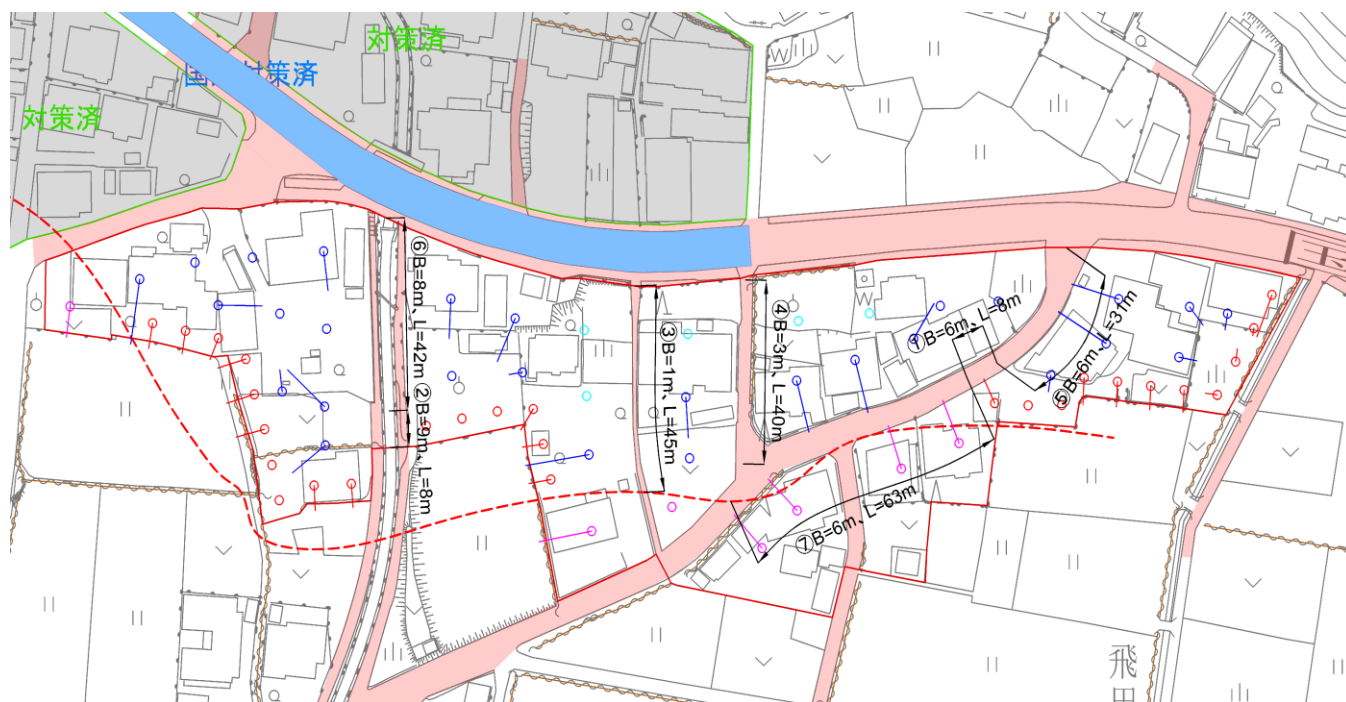 対策済
対策済
対策済
⑥B=8m、L=42m
②B=9m、L=8m
③B=1m、L=45m
④B=3m、L=40m
①B=6m、L=8m
⑤B=6m、L=31m
⑦B=6m、L=63m
飛
田